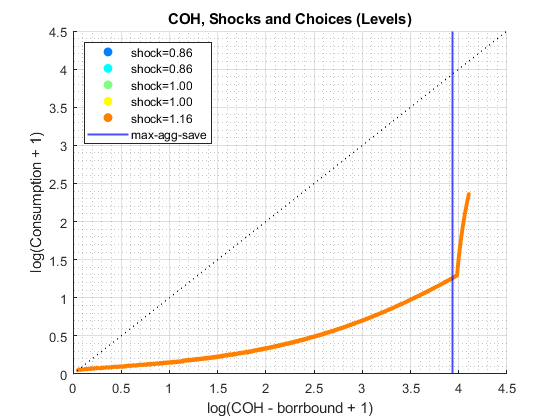 COH, Shocks and Choices (Levels)
log(Consumption + 1)
4.5
4
3.5
3
2.5
2
1.5
1
0.5
0
shock=0.86
shock=0.86
shock=1.00
shock=1.00
shock=1.16
max-agg-save
0 0.5 1 1.5 2 2.5 3 3.5 4 4.5
log(COH - borrbound + 1)